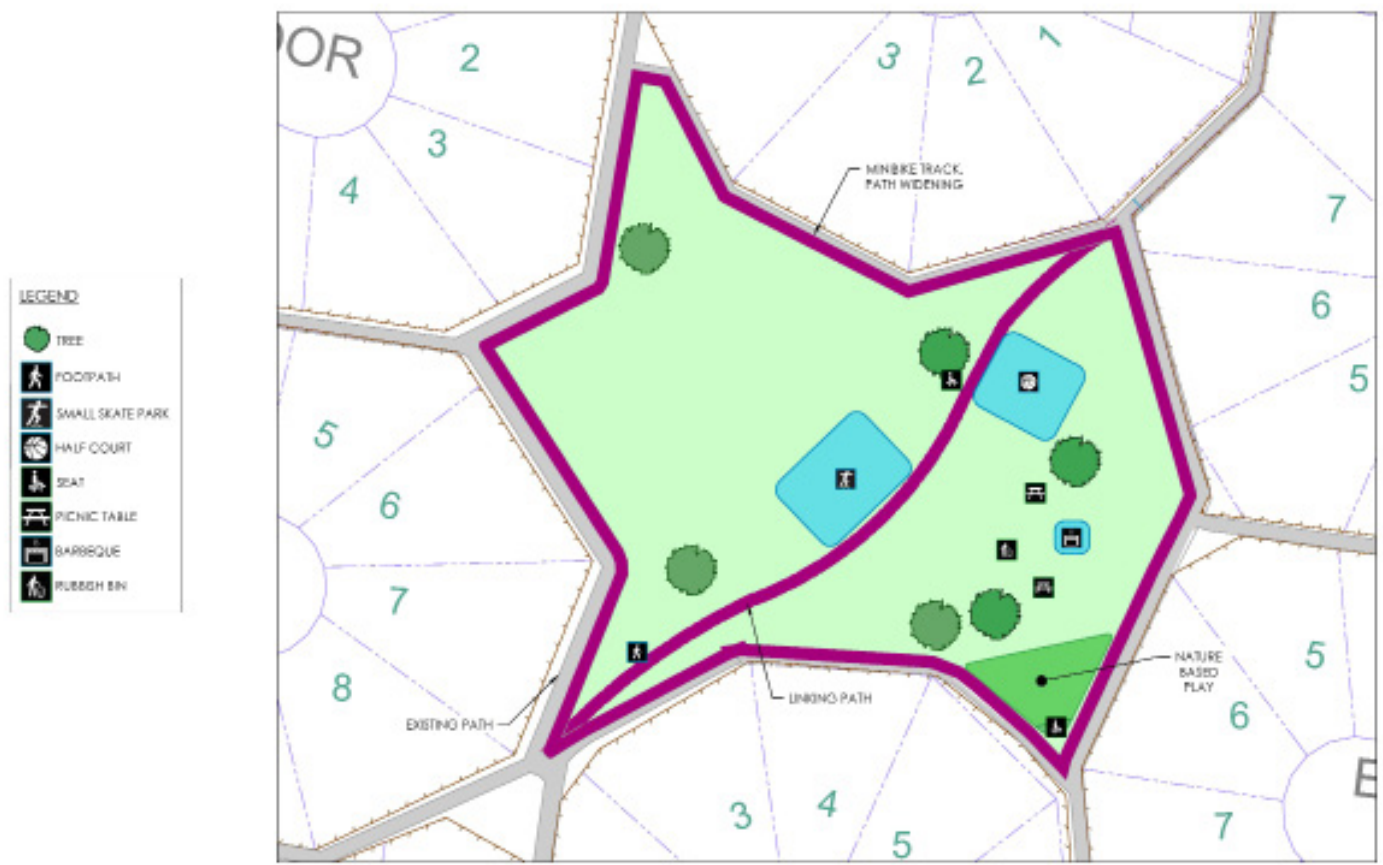 OOR
2
3
4
3
2
1
MINIBIKE TRACK,
PATH WIDENING
7
6
5
LEGEND
TREE
FOOTPATH
SMALL SKATE PARK
HALF COURT
SEAT
PICNIC TABLE
BARBEQUE
RUBBISH BIN
5
6
7
8
EXISTING PATH
LINKING PATH
NATURE
BASED
PLAY
5
6
7
E
3
4
5